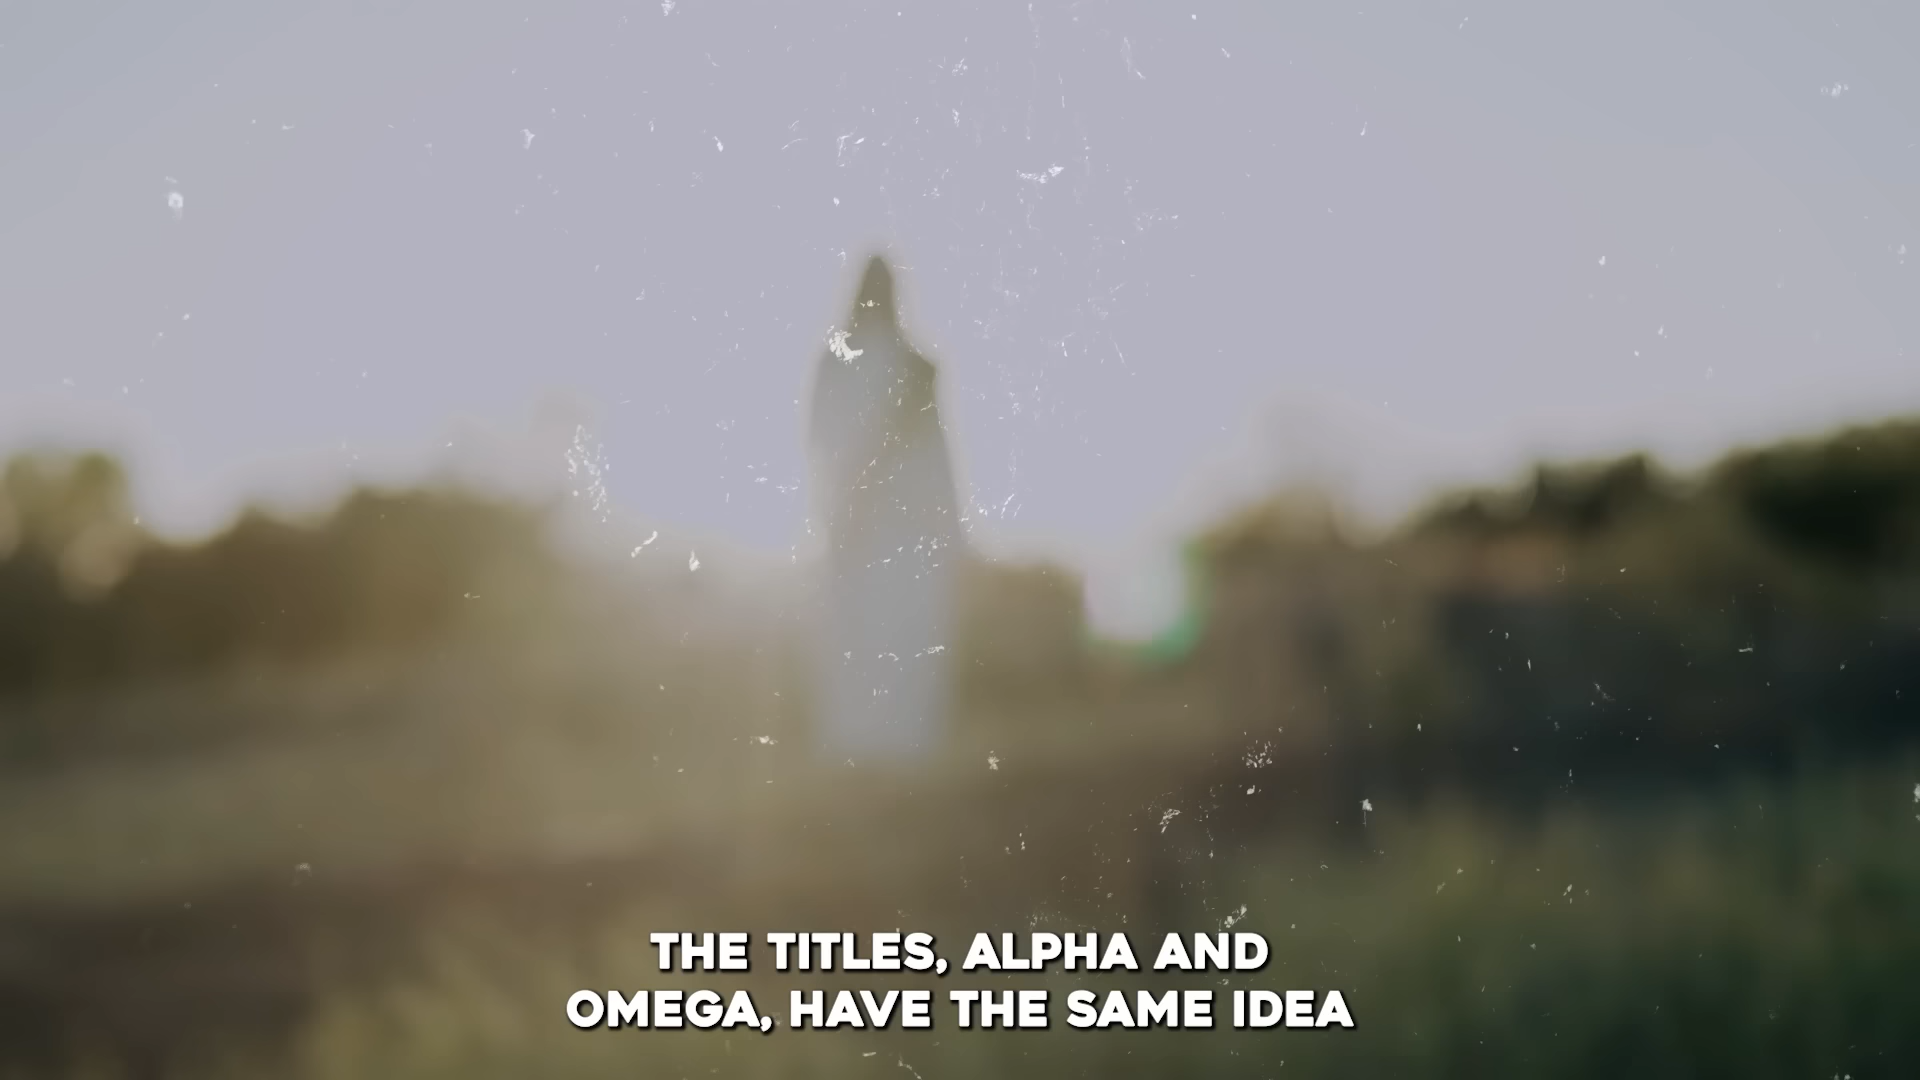 THE TITLES, ALPHA AND
OMEGA, HAVE THE SAME IDEA